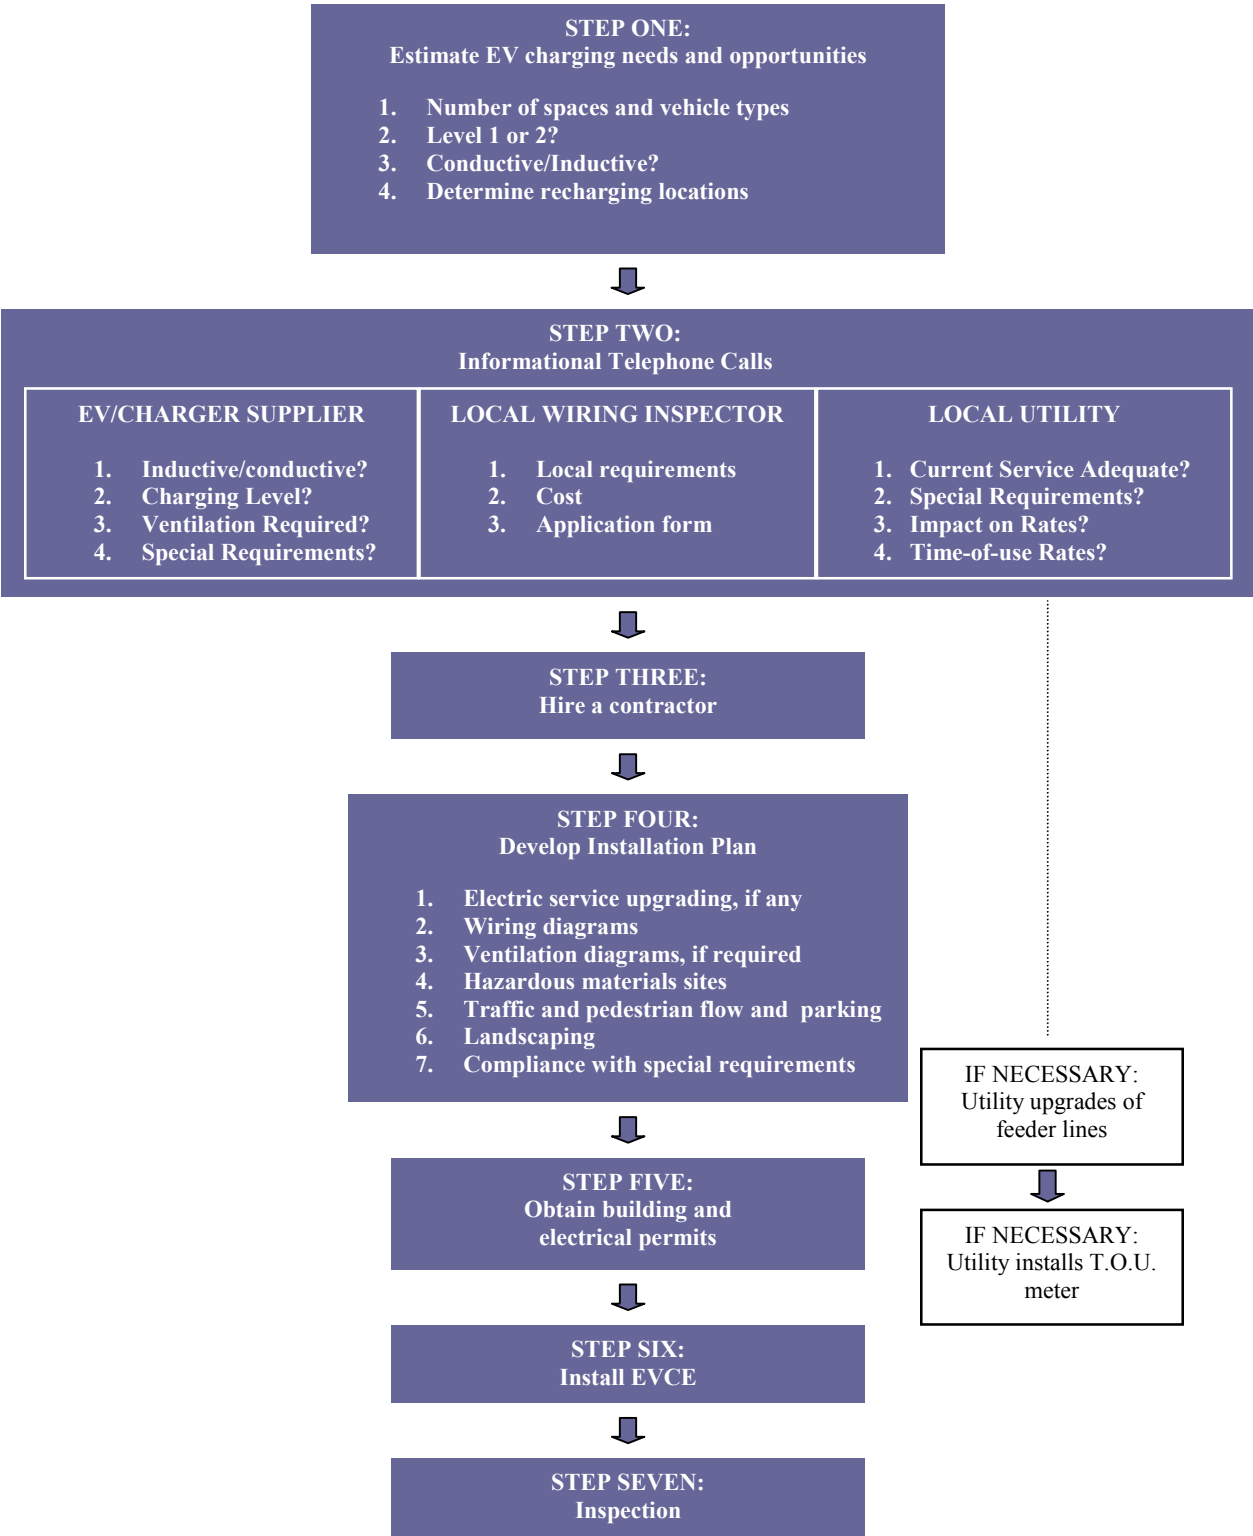 STEP ONE:
Estimate EV charging needs and opportunities
1. Number of spaces and vehicle types
2. Level 1 or 2?
3. Conductive/Inductive?
4. Determine recharging locations
STEP TWO:
Informational Telephone Calls
EV/CHARGER SUPPLIER
1. Inductive/conductive?
2. Charging Level?
3. Ventilation Required?
4. Special Requirements?
LOCAL WIRING INSPECTOR
1. Local requirements
2. Cost
3. Application form
LOCAL UTILITY
1. Current Service Adequate?
2. Special Requirements?
3. Impact on Rates?
4. Time-of-use Rates?
STEP THREE:
Hire a contractor
STEP FOUR:
Develop Installation Plan
1. Electric service upgrading, if any
2. Wiring diagrams
3. Ventilation diagrams, if required
4. Hazardous materials sites
5. Traffic and pedestrian flow and parking
6. Landscaping
7. Compliance with special requirements
IF NECESSARY:
Utility upgrades of
feeder lines
STEP FIVE:
Obtain building and
electrical permits
IF NECESSARY:
Utility installs T.O.U.
meter
STEP SIX:
Install EVCE
STEP SEVEN:
Inspection